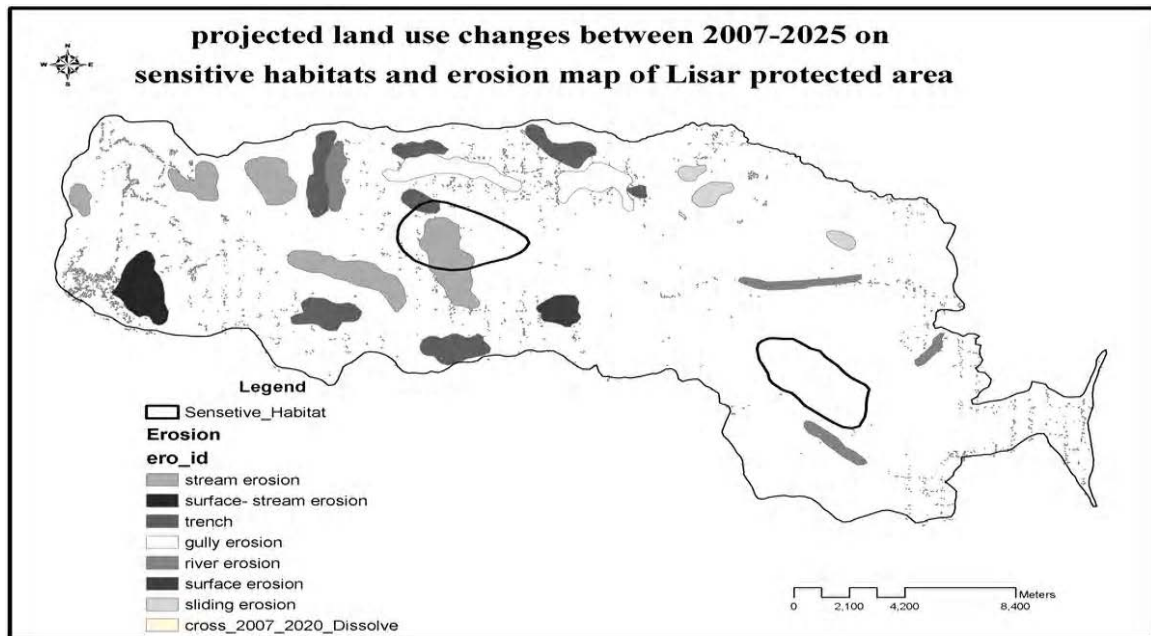 projected land use changes between 2007-2025 on
sensitive habitats and erosion map of Lisar protected area
N
W E
S
Legend
Sensetive_Habitat
Erosion
ero_id
stream erosion
surface- stream erosion
trench
gully erosion
river erosion
surface erosion
sliding erosion
cross_2007_2020_Dissolve
Meters
0 2,100 4,200 8,400